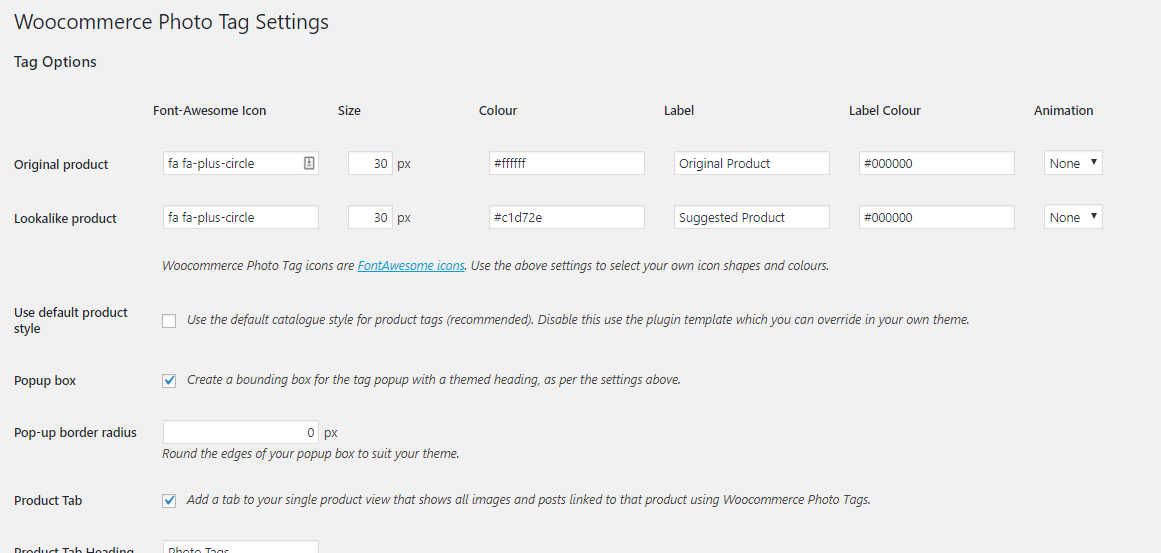 Woocommerce Photo Tag Settings
Tag Options
Font-Awesome Icon Size Colour Label Label Colour Animation
Original product fa fa-plus-circle 30 px #ffffff Original Product #000000 None
Lookalike product fa fa-plus-circle 30 px #c1d72e Suggested Product #000000 None
Woocommerce Photo Tag icons are FontAwesome icons. Use the above settings to select your own icon shapes and colours.
Use default product
style
Use the default catalogue style for product tags (recommended). Disable this use the plugin template which you can override in your own theme.
Popup box Create a bounding box for the tag popup with a themed heading, as per the settings above.
Pop-up border radius 0 px
Round the edges of your popup box to suit your theme.
Product Tab Add a tab to your single product view that shows all images and posts linked to that product using Woocommerce Photo Tags.
Product Tab Heading Photo Tags